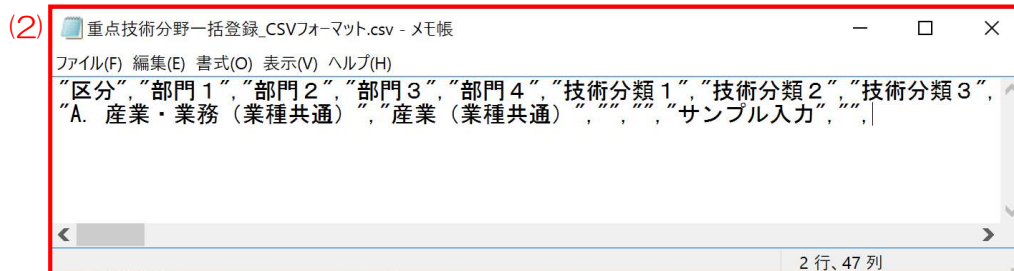 (2)
重点技術分野一括登録_CSVフォーマット.csv - メモ帳
ファイル(F) 編集(E) 書式(O) 表示(V) ヘルプ(H)
"区分","部門１","部門２","部門３","部門４","技術分類１","技術分類２","技術分類３",
"A. 産業・業務（業種共通）","産業（業種共通）","","","サンプル入力","",
2 行、47 列